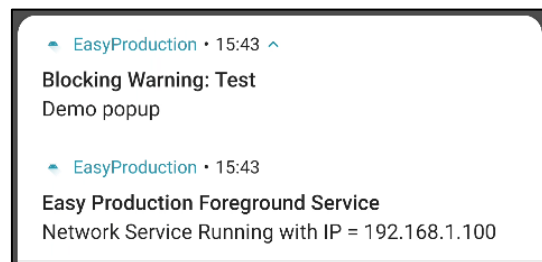 EasyProduction • 15:43
Blocking Warning: Test
Demo popup
EasyProduction • 15:43
Easy Production Foreground Service
Network Service Running with IP = 192.168.1.100